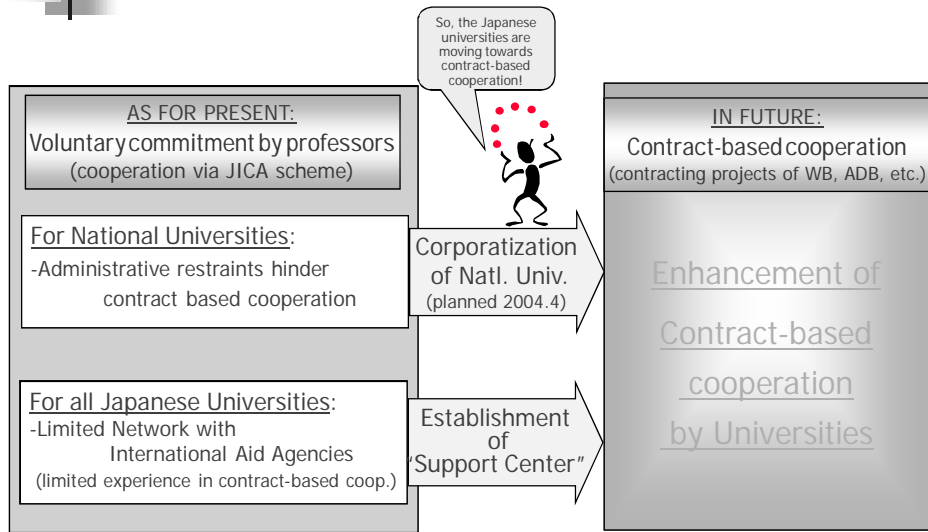 So, the Japanese
universities are
moving towards
contract-based
cooperation!
AS FOR PRESENT:
Voluntary commitment by professors
(cooperation via JICA scheme)
For National Universities:
-Administrative restraints hinder
contract based cooperation
For all Japanese Universities:
-Limited Network with
International Aid Agencies
(limited experience in contract-based coop.)
Corporatization
of Natl. Univ.
(planned 2004.4)
Establishment
of
"Support Center"
IN FUTURE:
Contract-based cooperation
(contracting projects of WB, ADB, etc.)
Enhancement of
Contract-based
cooperation
by Universities